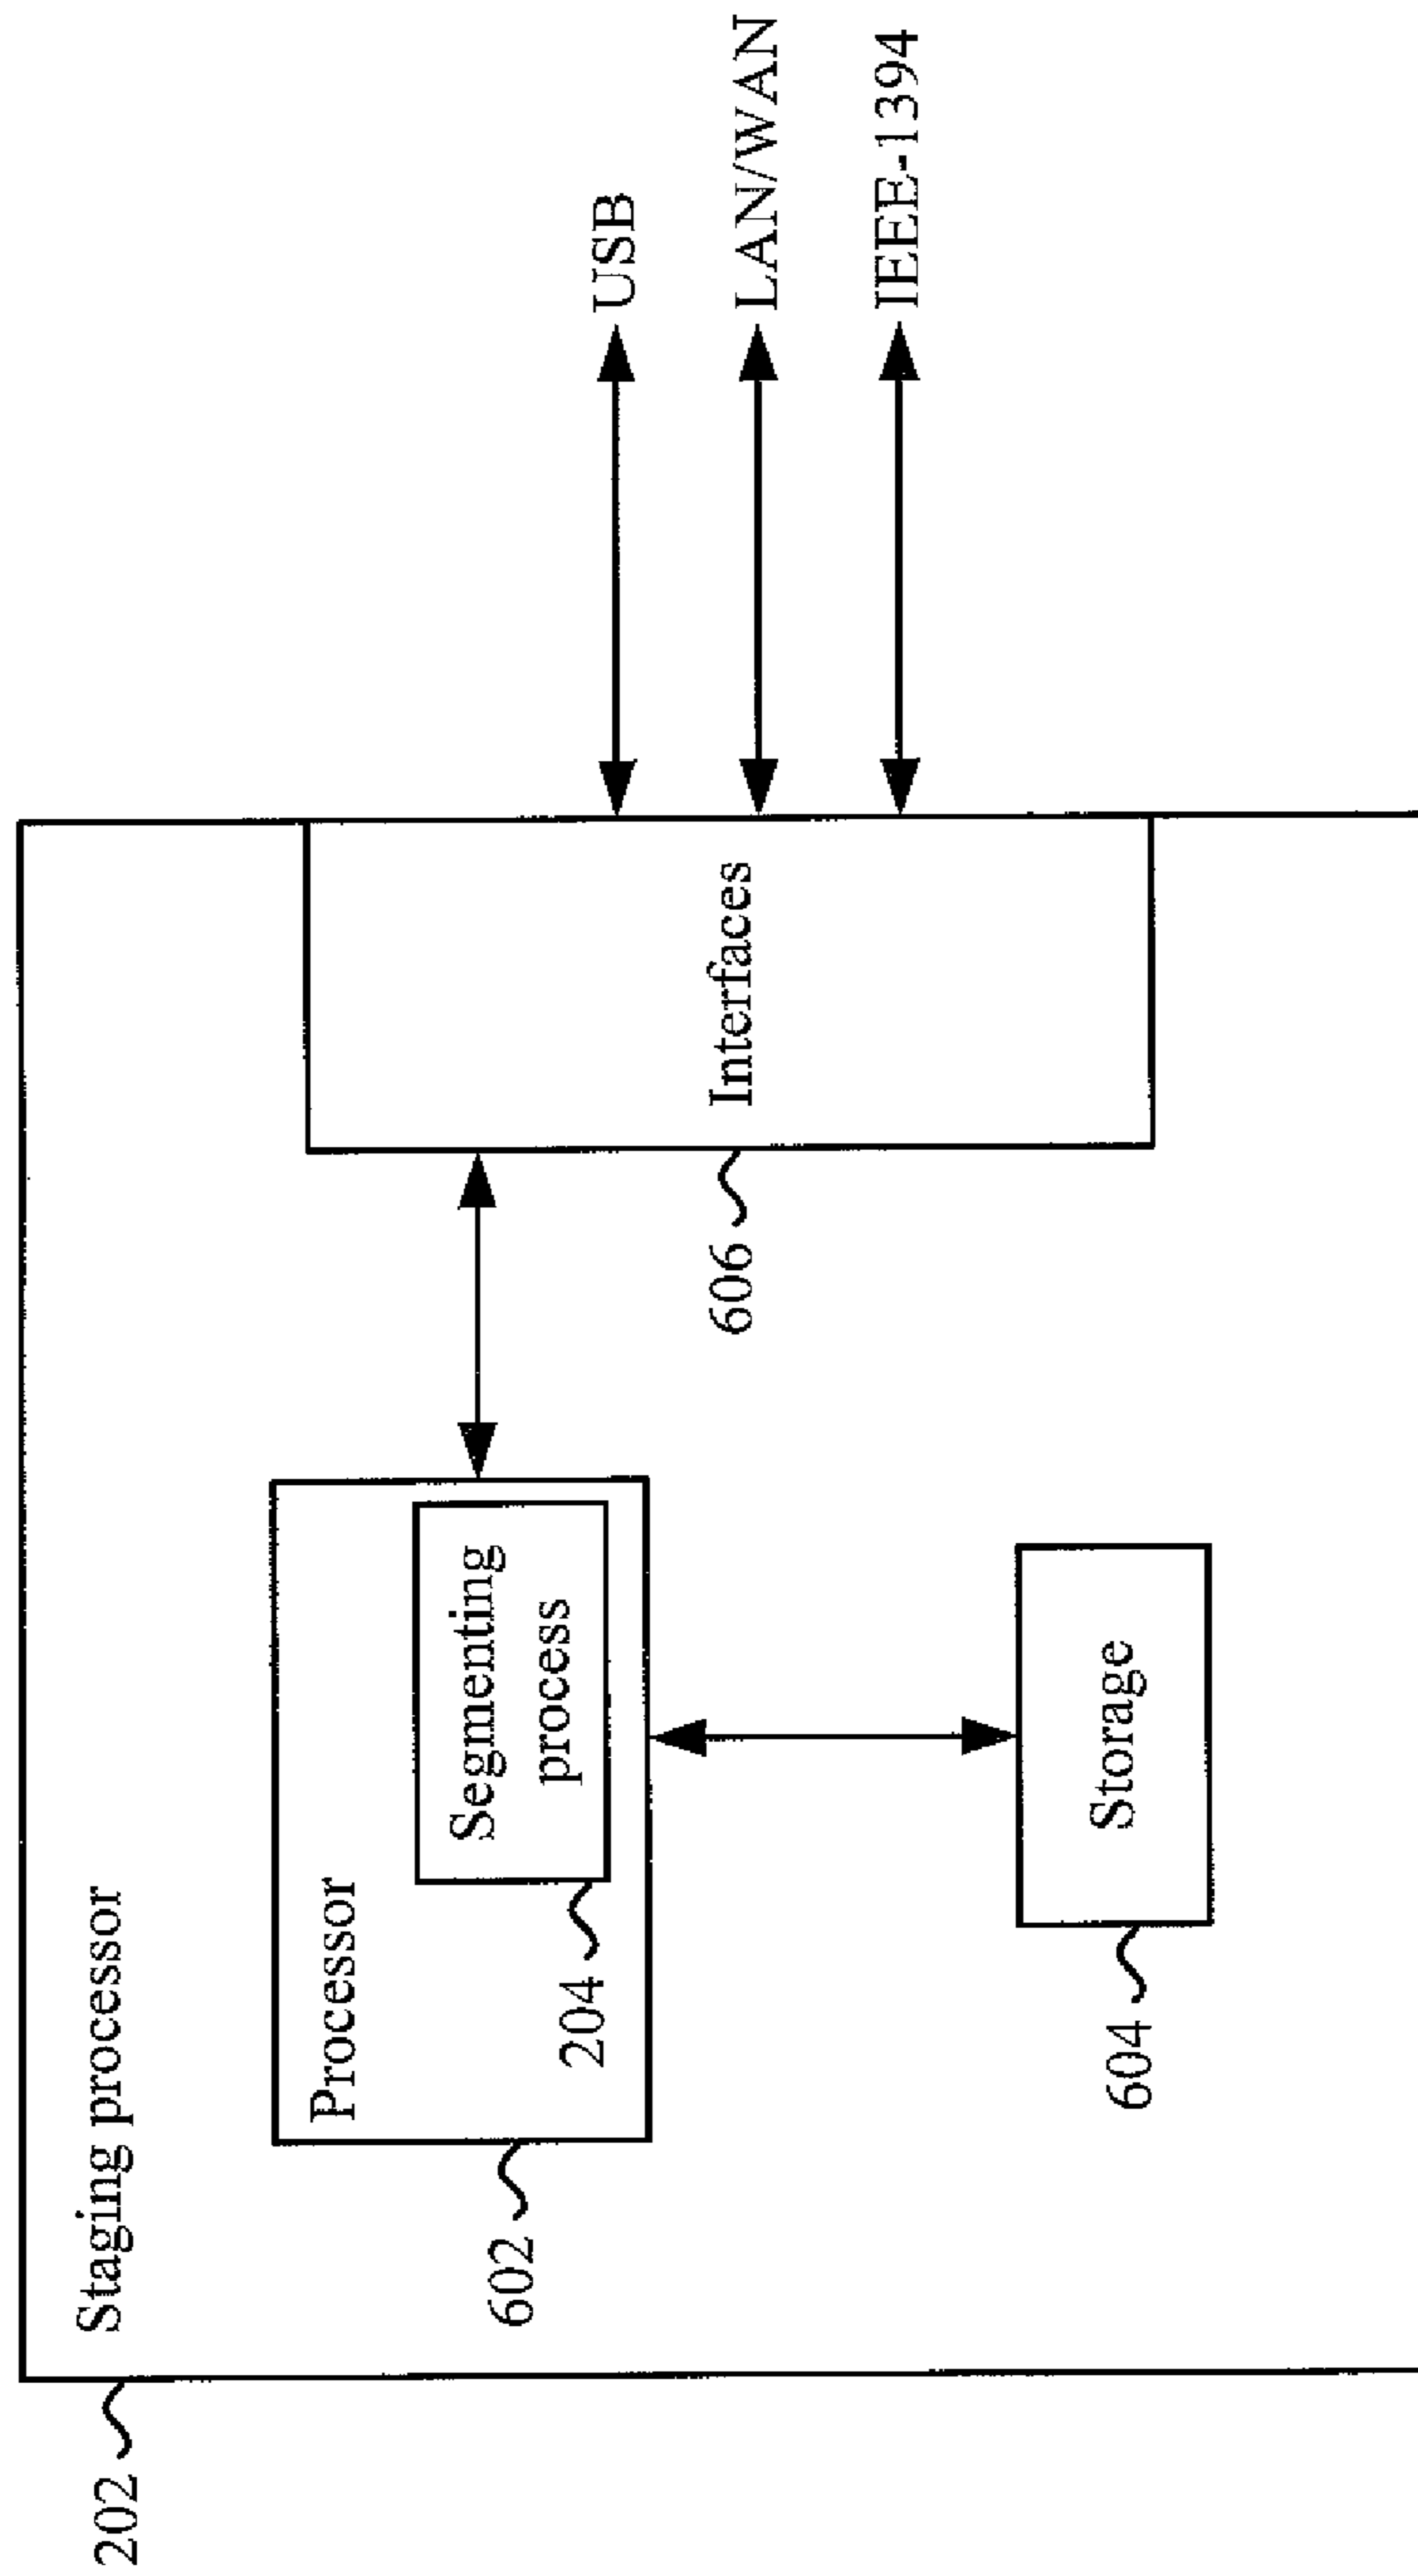 202
Staging processor
602
Processor
204
Segmenting
process
604
Storage
606
Interfaces
USB
LAN/WAN
IEEE-1394